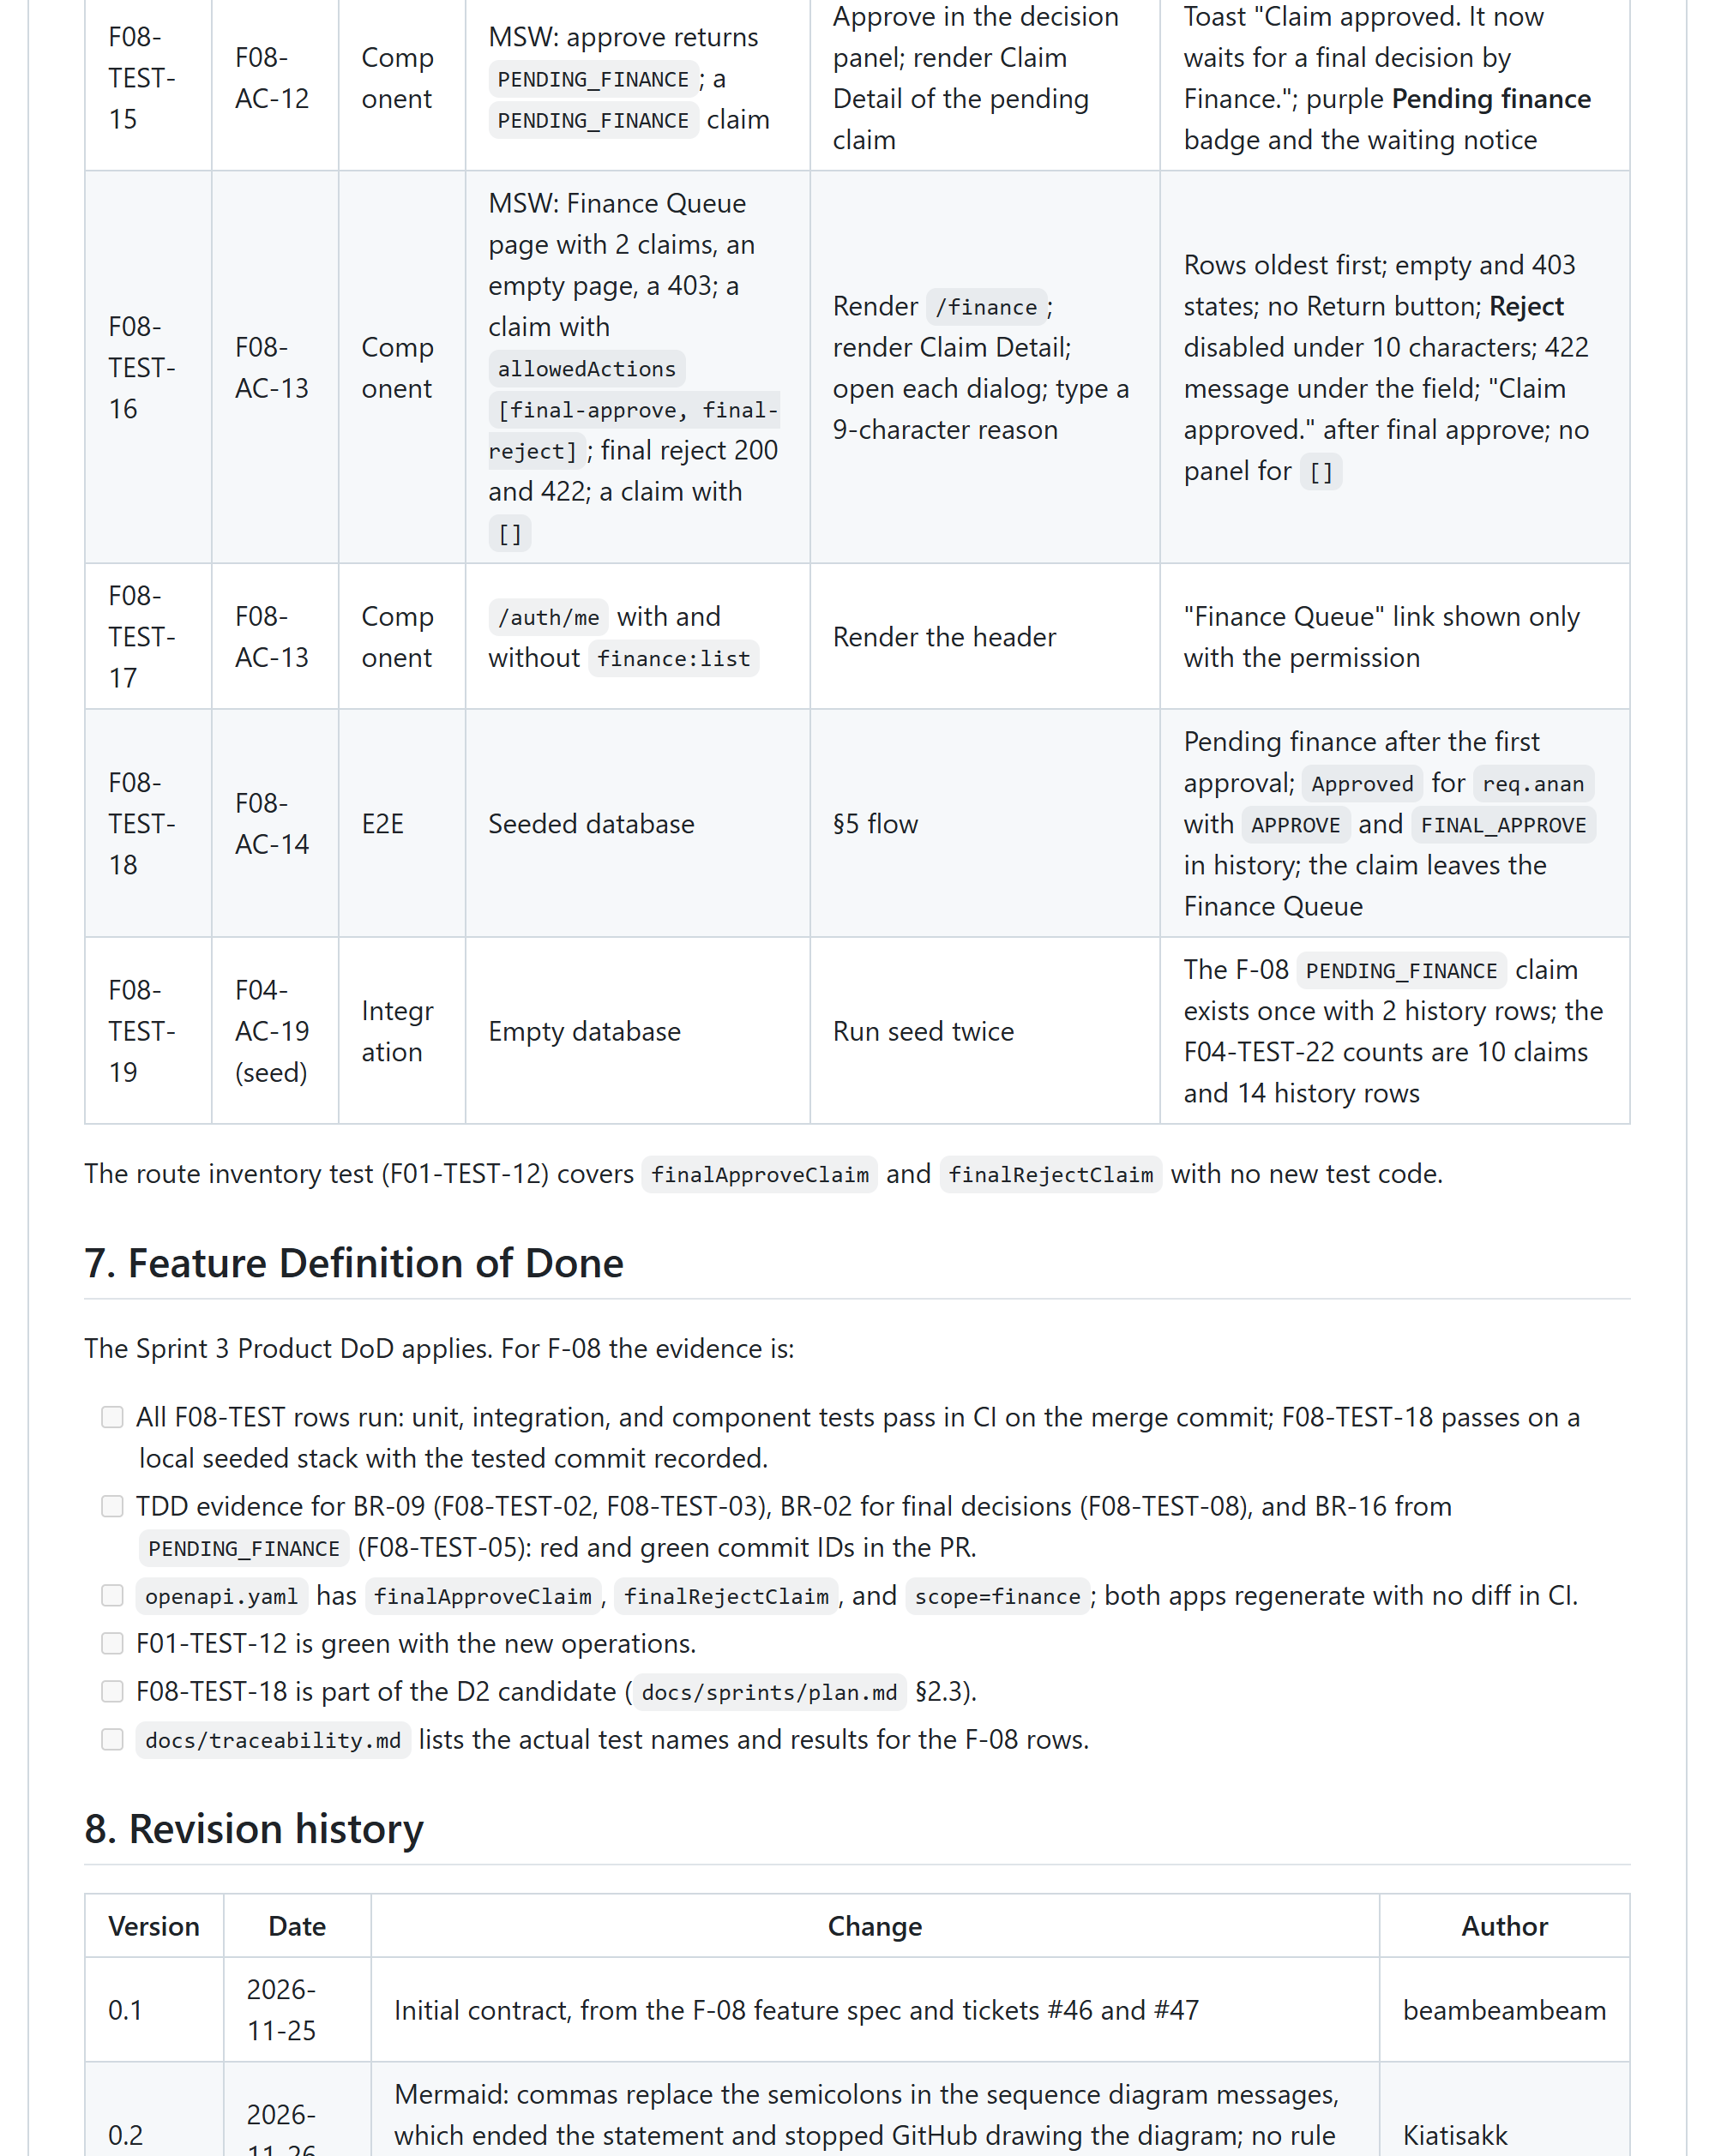 F08-
TEST-
15
F08-
AC-12
Comp
onent
MSW: approve returns
PENDING_FINANCE ; a
PENDING_FINANCE claim
Approve in the decision
panel; render Claim
Detail of the pending
claim
Toast "Claim approved. It now
waits for a final decision by
Finance."; purple Pending finance
badge and the waiting notice
F08-
TEST-
16
F08-
AC-13
Comp
onent
MSW: Finance Queue
page with 2 claims, an
empty page, a 403; a
claim with
allowedActions
[final-approve, final-
reject] ; final reject 200
and 422; a claim with
[]
Render /finance ;
render Claim Detail;
open each dialog; type a
9-character reason
Rows oldest first; empty and 403
states; no Return button; Reject
disabled under 10 characters; 422
message under the field; "Claim
approved." after final approve; no
panel for []
F08-
TEST-
17
F08-
AC-13
Comp
onent
/auth/me with and
without finance:list
Render the header
"Finance Queue" link shown only
with the permission
F08-
TEST-
18
F08-
AC-14
E2E
Seeded database
§5 flow
Pending finance after the first
approval; Approved for req.anan
with APPROVE and FINAL_APPROVE
in history; the claim leaves the
Finance Queue
F08-
TEST-
19
F04-
AC-19
(seed)
Integr
ation
Empty database
Run seed twice
The F-08 PENDING_FINANCE claim
exists once with 2 history rows; the
F04-TEST-22 counts are 10 claims
and 14 history rows
The route inventory test (F01-TEST-12) covers finalApproveClaim and finalRejectClaim with no new test code.
7. Feature Definition of Done
The Sprint 3 Product DoD applies. For F-08 the evidence is:
All F08-TEST rows run: unit, integration, and component tests pass in CI on the merge commit; F08-TEST-18 passes on a
local seeded stack with the tested commit recorded.
TDD evidence for BR-09 (F08-TEST-02, F08-TEST-03), BR-02 for final decisions (F08-TEST-08), and BR-16 from
PENDING_FINANCE (F08-TEST-05): red and green commit IDs in the PR.
openapi.yaml has finalApproveClaim , finalRejectClaim , and scope=finance ; both apps regenerate with no diff in CI.
F01-TEST-12 is green with the new operations.
F08-TEST-18 is part of the D2 candidate ( docs/sprints/plan.md §2.3).
docs/traceability.md lists the actual test names and results for the F-08 rows.
8. Revision history
Version
Date
Change
Author
0.1
2026-
11-25
Initial contract, from the F-08 feature spec and tickets #46 and #47
beambeambeam
0.2
2026-
11-26
Mermaid: commas replace the semicolons in the sequence diagram messages,
which ended the statement and stopped GitHub drawing the diagram; no rule
Kiatisakk